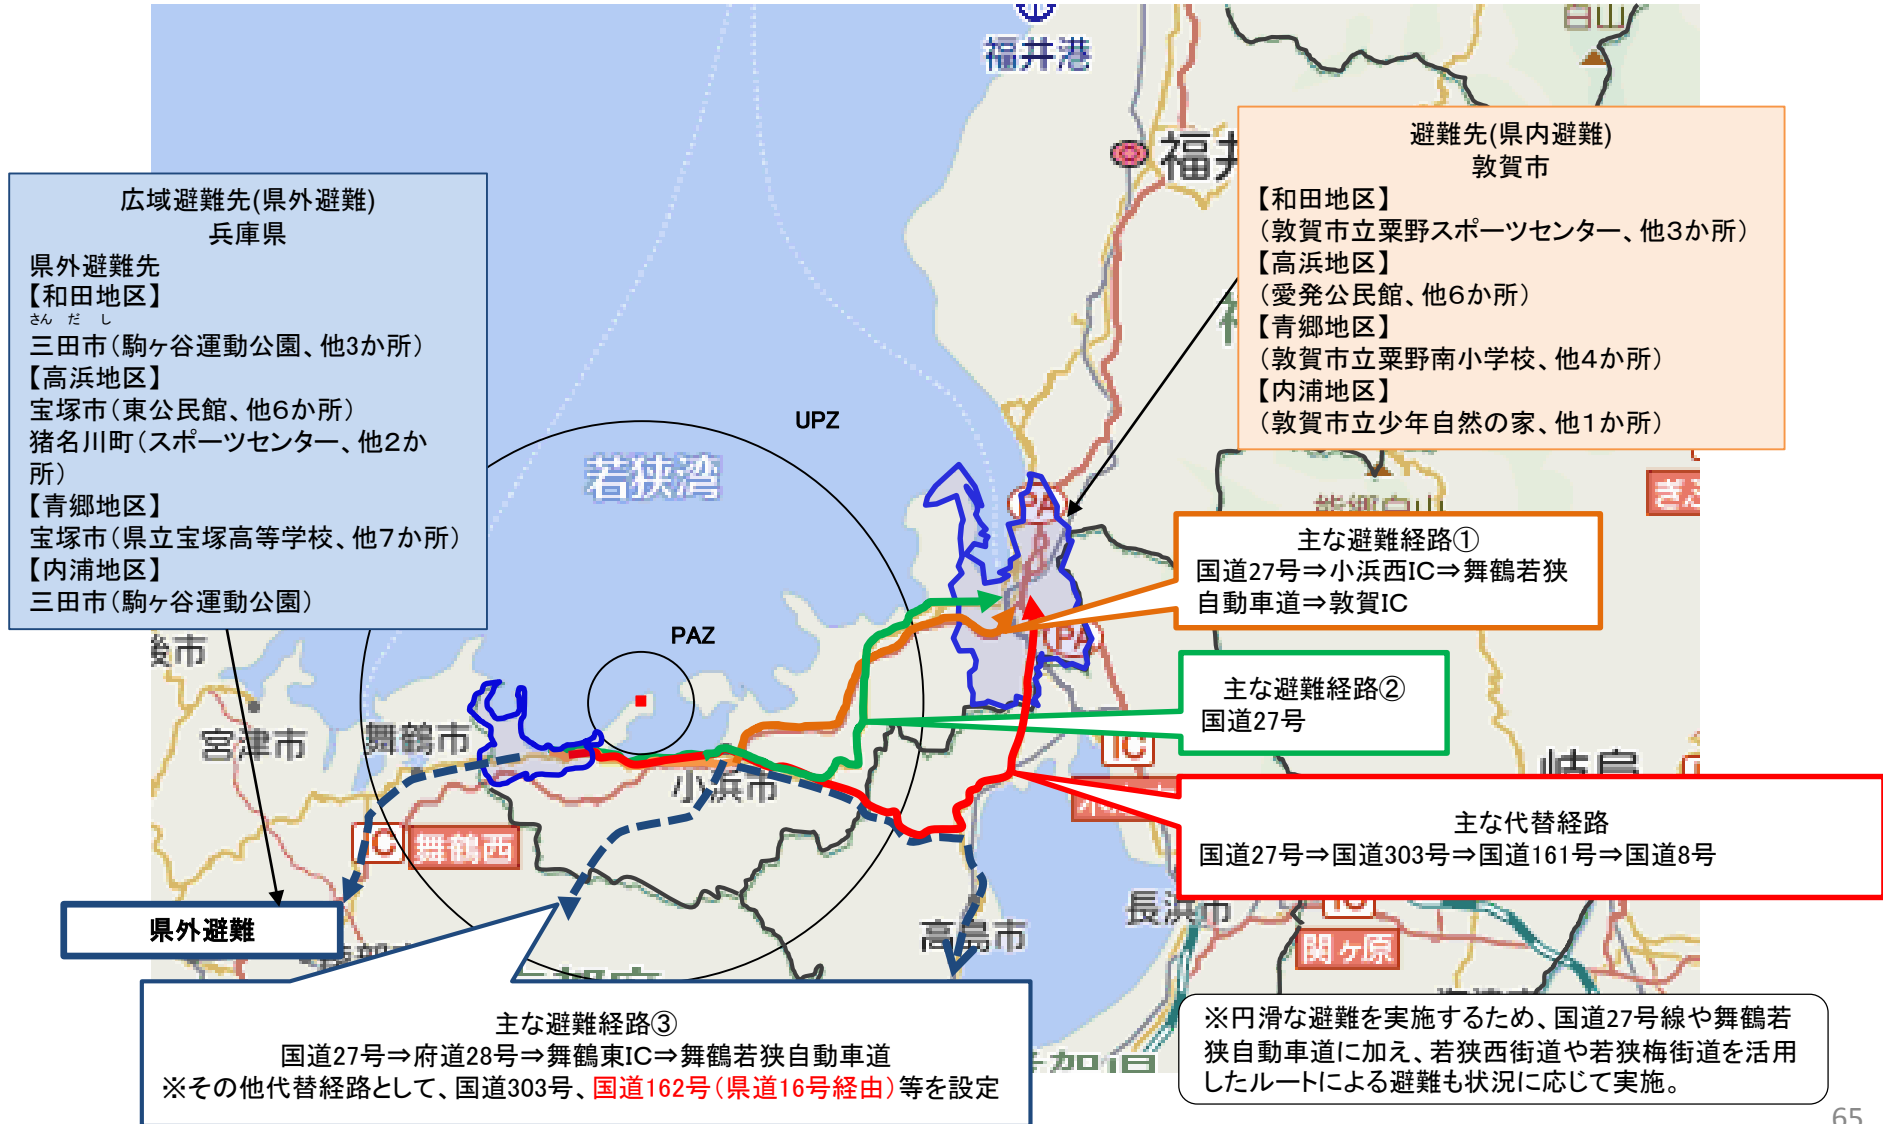 福井港
白山
福井
避難先(県内避難)
敦賀市
【和田地区】
（敦賀市立粟野スポーツセンター、他3か所）
【高浜地区】
（愛発公民館、他6か所）
【青郷地区】
（敦賀市立粟野南小学校、他4か所）
【内浦地区】
（敦賀市立少年自然の家、他1か所）
広域避難先(県外避難)
兵庫県
県外避難先
【和田地区】
さん だ し
三田市（駒ヶ谷運動公園、他3か所）
【高浜地区】
宝塚市（東公民館、他6か所）
猪名川町（スポーツセンター、他2か
所）
【青郷地区】
宝塚市（県立宝塚高等学校、他7か所）
【内浦地区】
三田市（駒ヶ谷運動公園）
UPZ
若狭湾
PA
能郷白山
ぎふ
主な避難経路①
国道27号⇒小浜西IC⇒舞鶴若狭
自動車道⇒敦賀IC
PAZ
PA
後市
宮津市
舞鶴市
小浜市
主な避難経路②
国道27号
IC
岐阜
主な代替経路
国道27号⇒国道303号⇒国道161号⇒国道8号
IC
舞鶴西
長浜市
IC
関ヶ原
高島市
県外避難
主な避難経路③
国道27号⇒府道28号⇒舞鶴東IC⇒舞鶴若狭自動車道
※その他代替経路として、国道303号、国道162号（県道16号経由）等を設定
※円滑な避難を実施するため、国道27号線や舞鶴若
狭自動車道に加え、若狭西街道や若狭梅街道を活用
したルートによる避難も状況に応じて実施。
65